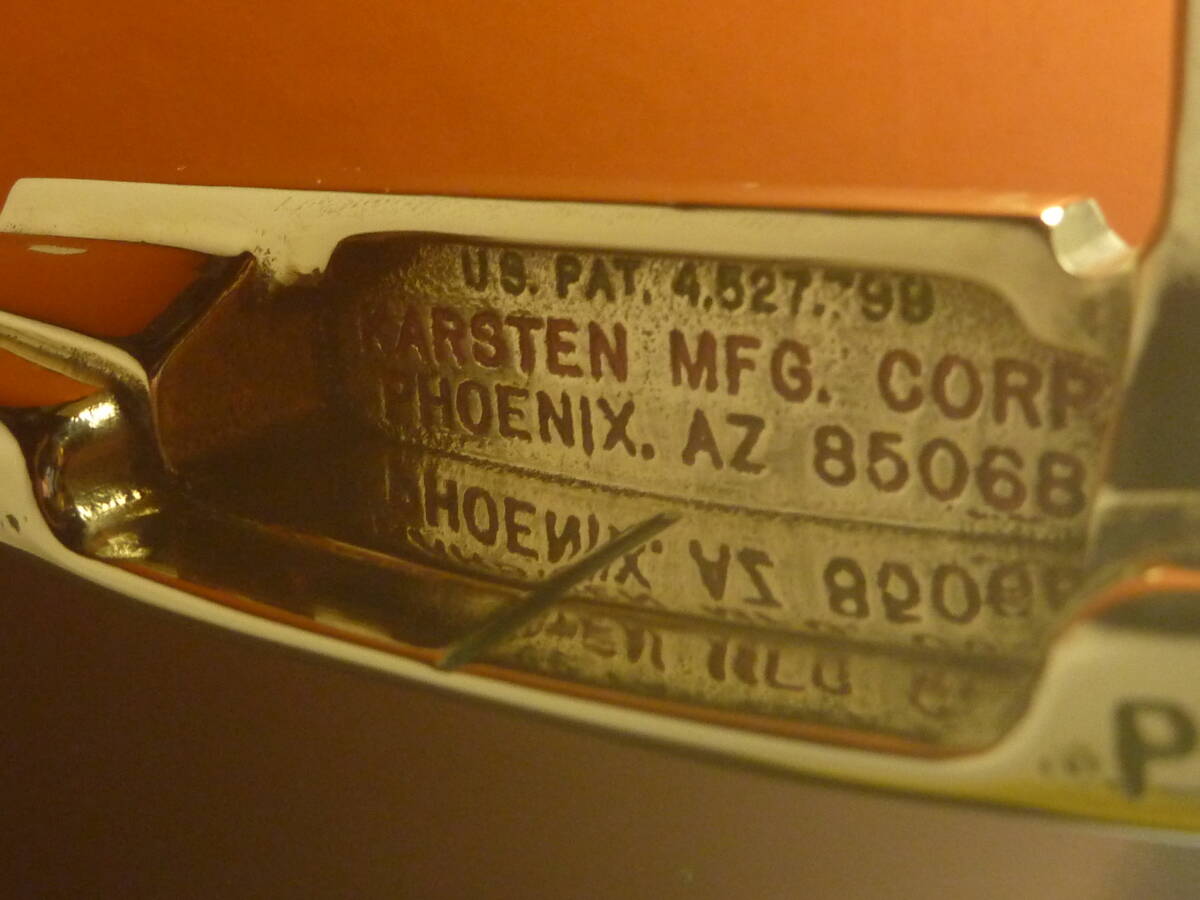 U.S. PAT. 4,527,799
KARSTEN MFG. CORP.
PHOENIX, AZ 85068
P